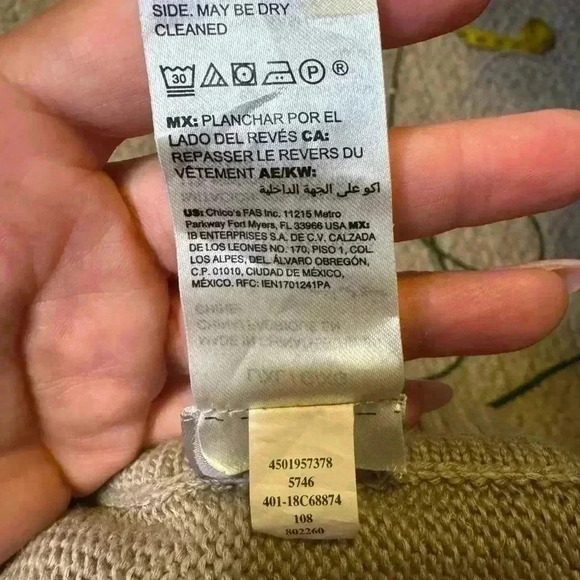 SIDE. MAY BE DRY
CLEANED
30 P ®
MX: PLANCHAR POR EL
LADO DEL REVÉS CA:
REPASSER LE REVERS DU
VÊTEMENT AE/KW:
اكو على الجهة الداخلية
US: Chico's FAS Inc. 11215 Metro
Parkway Fort Myers, FL 33966 USA MX:
IB ENTERPRISES S.A. DE C.V. CALZADA
DE LOS LEONES NO. 170, PISO 1, COL.
LOS ALPES, DEL. ÁLVARO OBREGÓN,
C.P. 01010, CIUDAD DE MÉXICO,
MÉXICO. RFC: IEN1701241PA
4501957378
5746
401-18C68874
108
802260